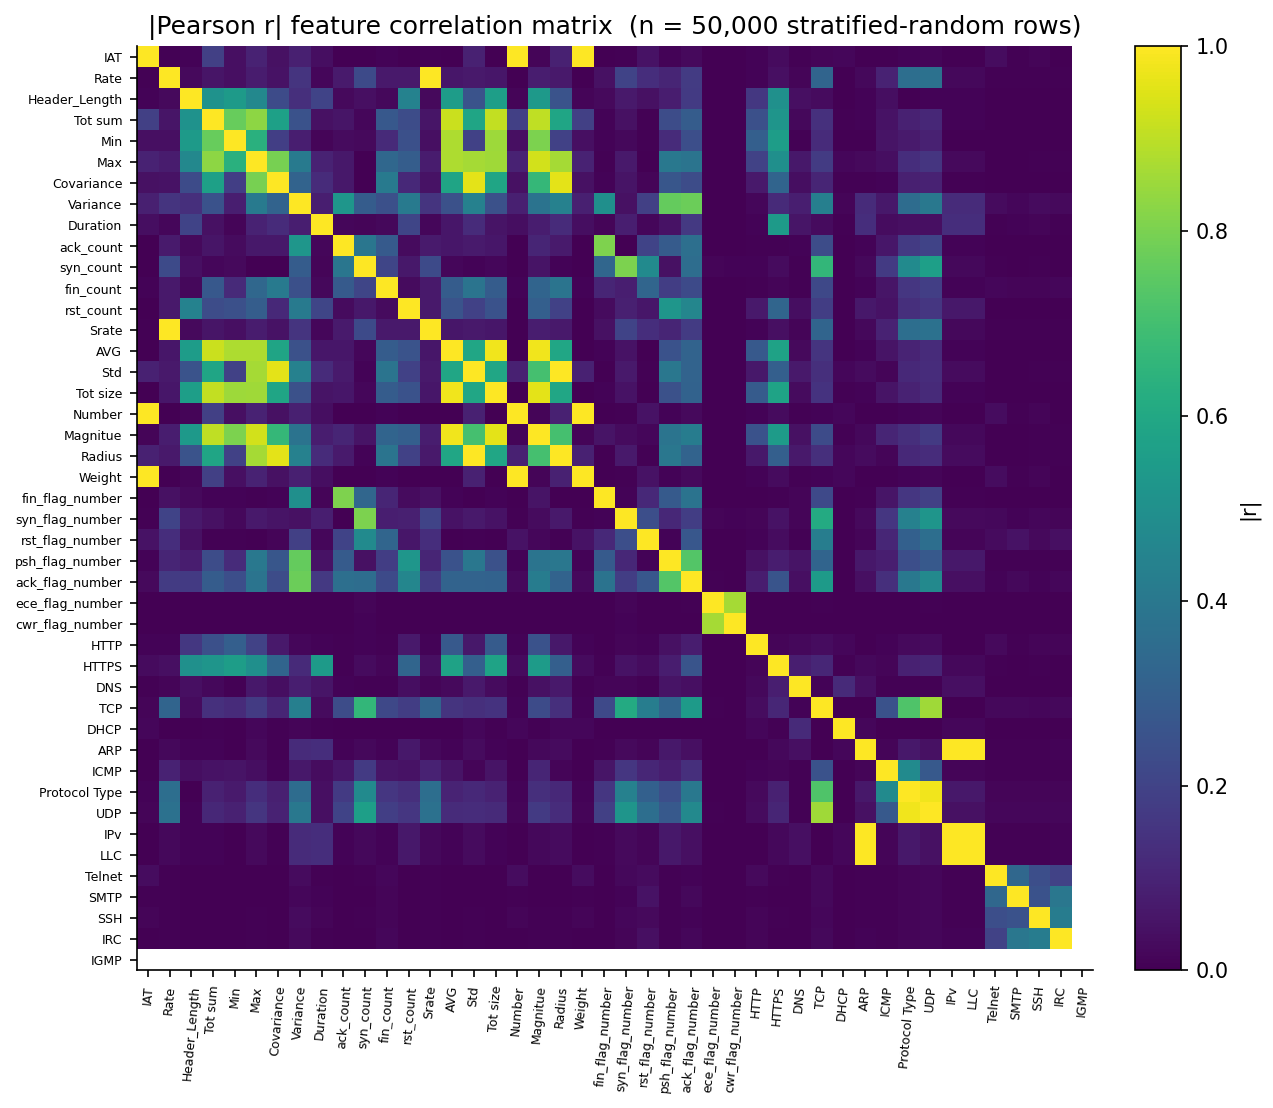 |Pearson r| feature correlation matrix  (n = 50,000 stratified-random rows)
IAT
Rate
Header_Length
Tot sum
Min
Max
Covariance
Variance
Duration
ack_count
syn_count
fin_count
rst_count
Srate
AVG
Std
Tot size
Number
Magnitue
Radius
Weight
fin_flag_number
syn_flag_number
rst_flag_number
psh_flag_number
ack_flag_number
ece_flag_number
cwr_flag_number
HTTP
HTTPS
DNS
TCP
DHCP
ARP
ICMP
Protocol Type
UDP
IPv
LLC
Telnet
SMTP
SSH
IRC
IGMP
IAT
Rate
Header_Length
Tot sum
Min
Max
Covariance
Variance
Duration
ack_count
syn_count
fin_count
rst_count
Srate
AVG
Std
Tot size
Number
Magnitue
Radius
Weight
fin_flag_number
syn_flag_number
rst_flag_number
psh_flag_number
ack_flag_number
ece_flag_number
cwr_flag_number
HTTP
HTTPS
DNS
TCP
DHCP
ARP
ICMP
Protocol Type
UDP
IPv
LLC
Telnet
SMTP
SSH
IRC
IGMP
1.0
0.8
0.6
0.4
0.2
0.0
|r|